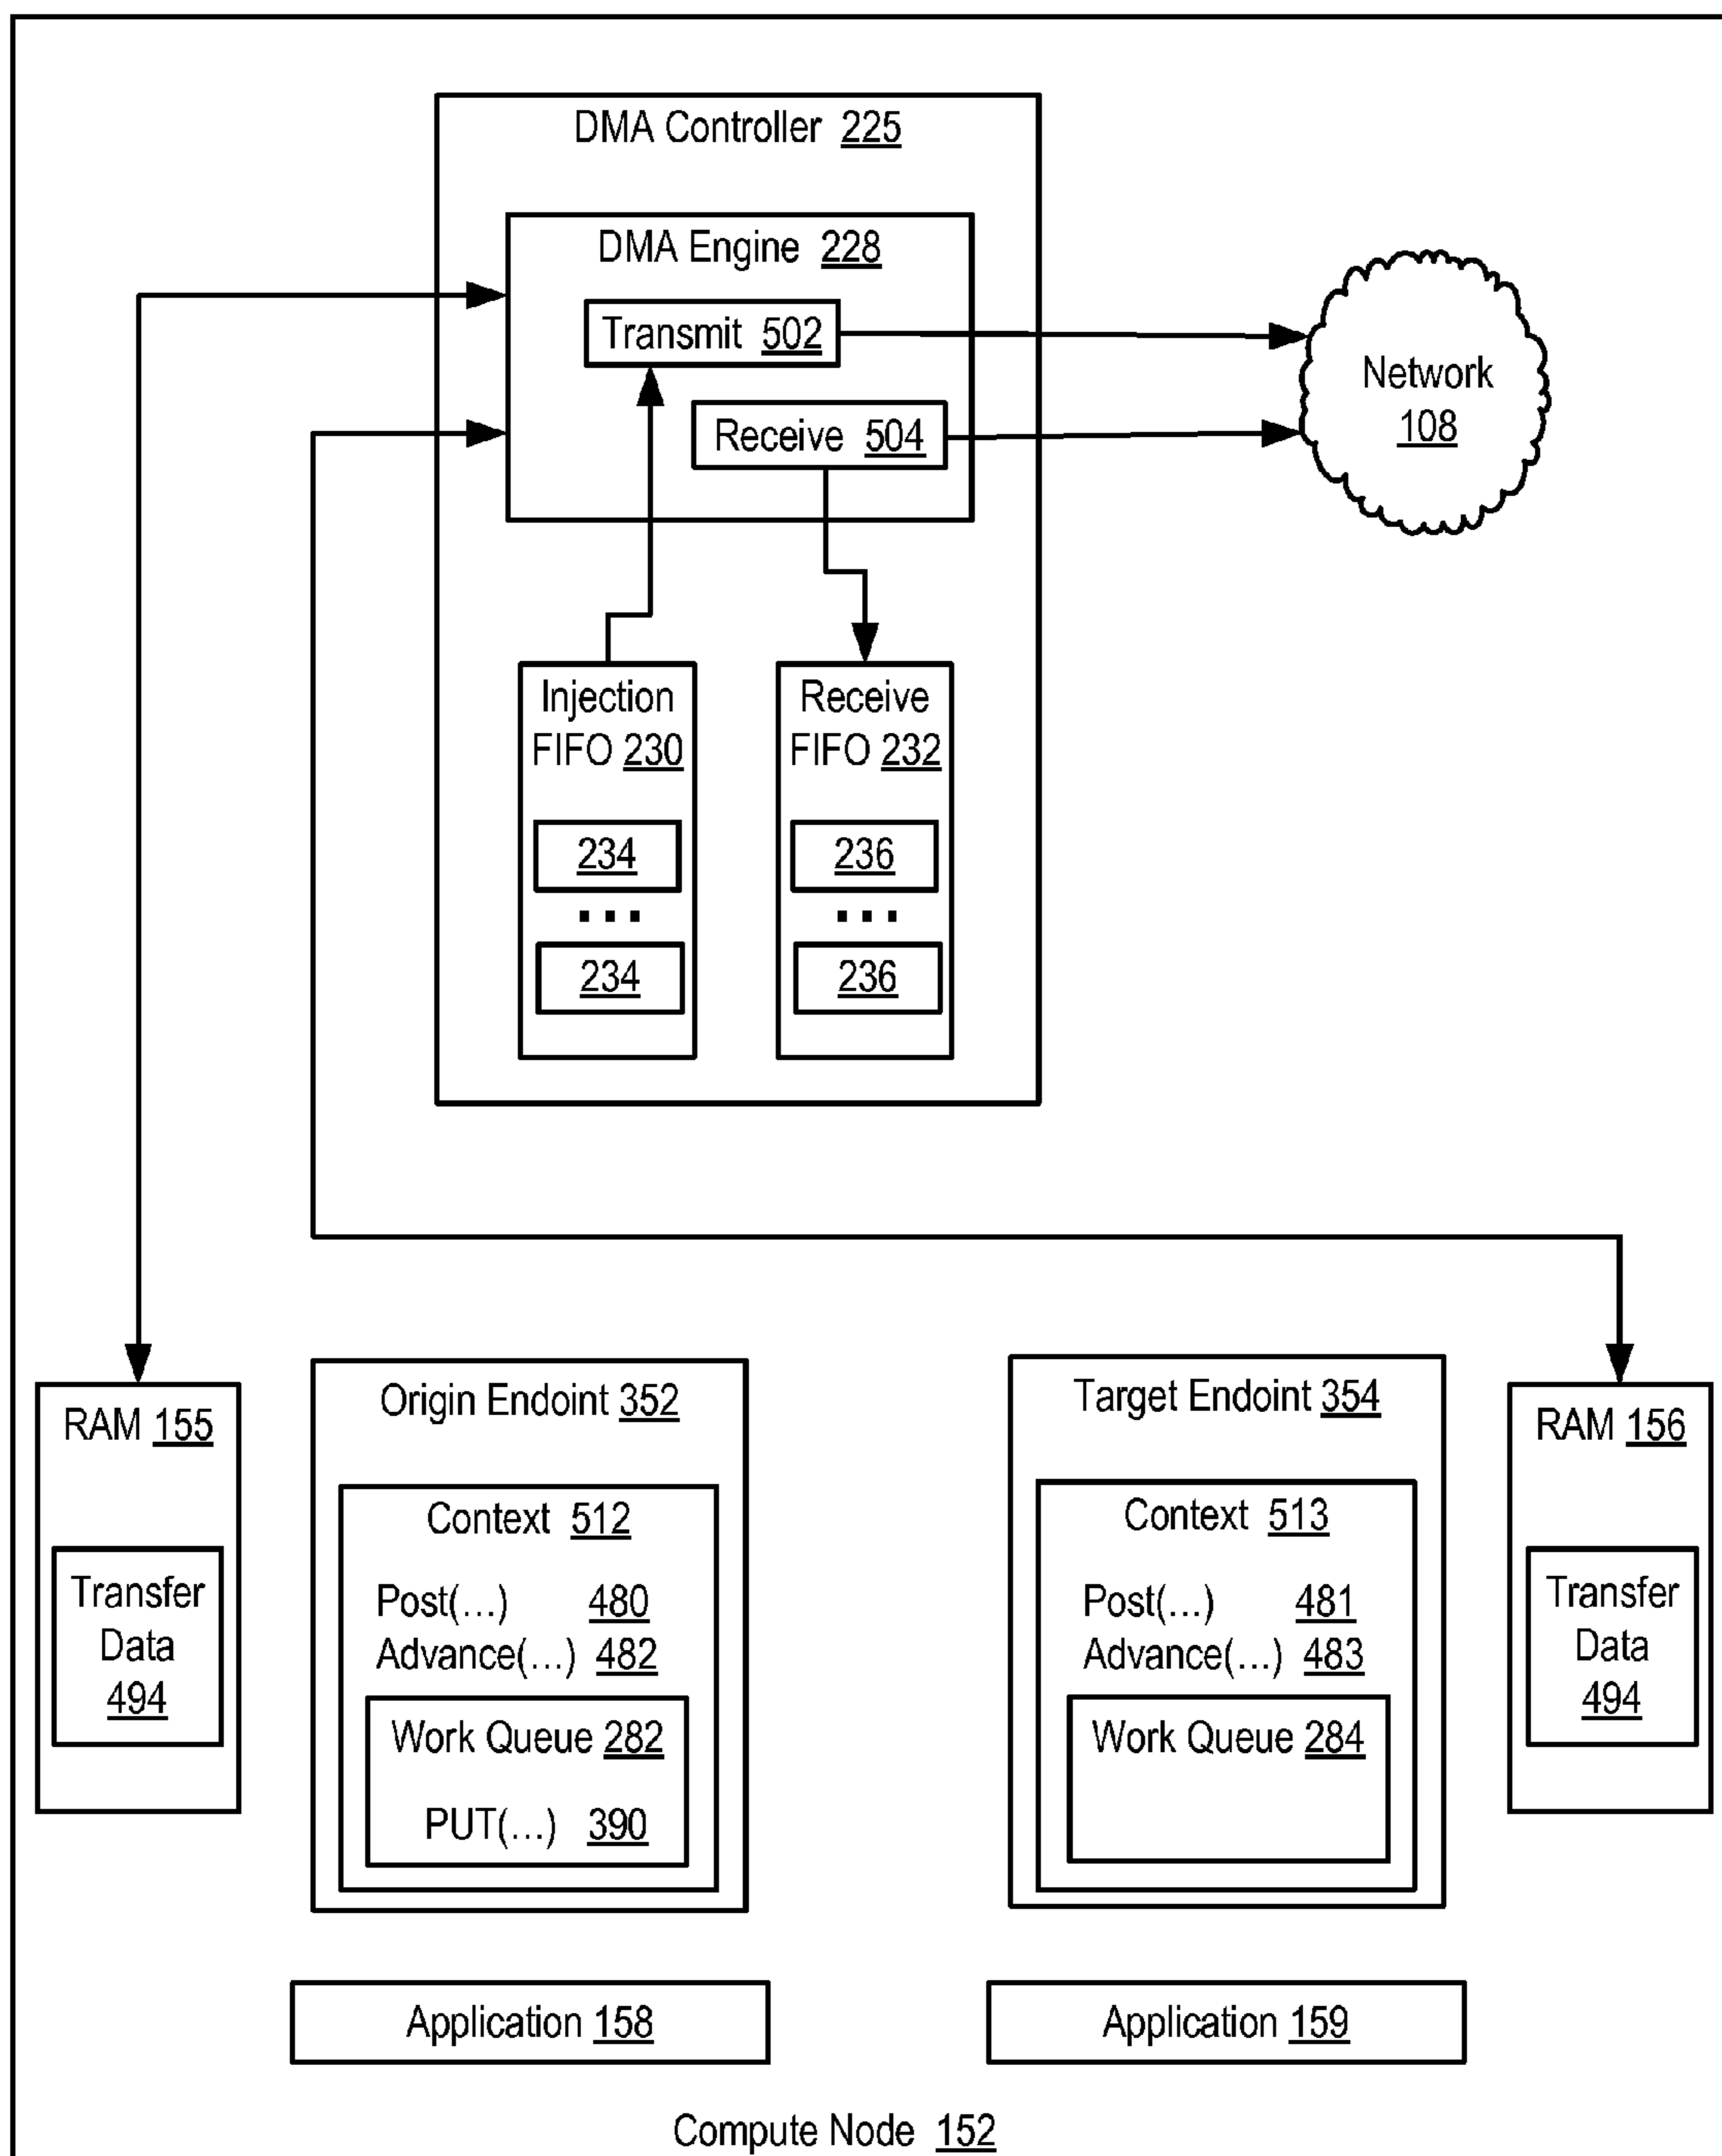 DMA Controller 225
DMA Engine 228
Transmit 502
Receive 504
Network
108
Injection
FIFO 230
234
...
234
Receive
FIFO 232
236
...
236
RAM 155
Transfer
Data
494
Origin Endoint 352
Context 512
Post(...) 480
Advance(...) 482
Work Queue 282
PUT(...) 390
Target Endoint 354
Context 513
Post(...) 481
Advance(...) 483
Work Queue 284
RAM 156
Transfer
Data
494
Application 158
Application 159
Compute Node 152